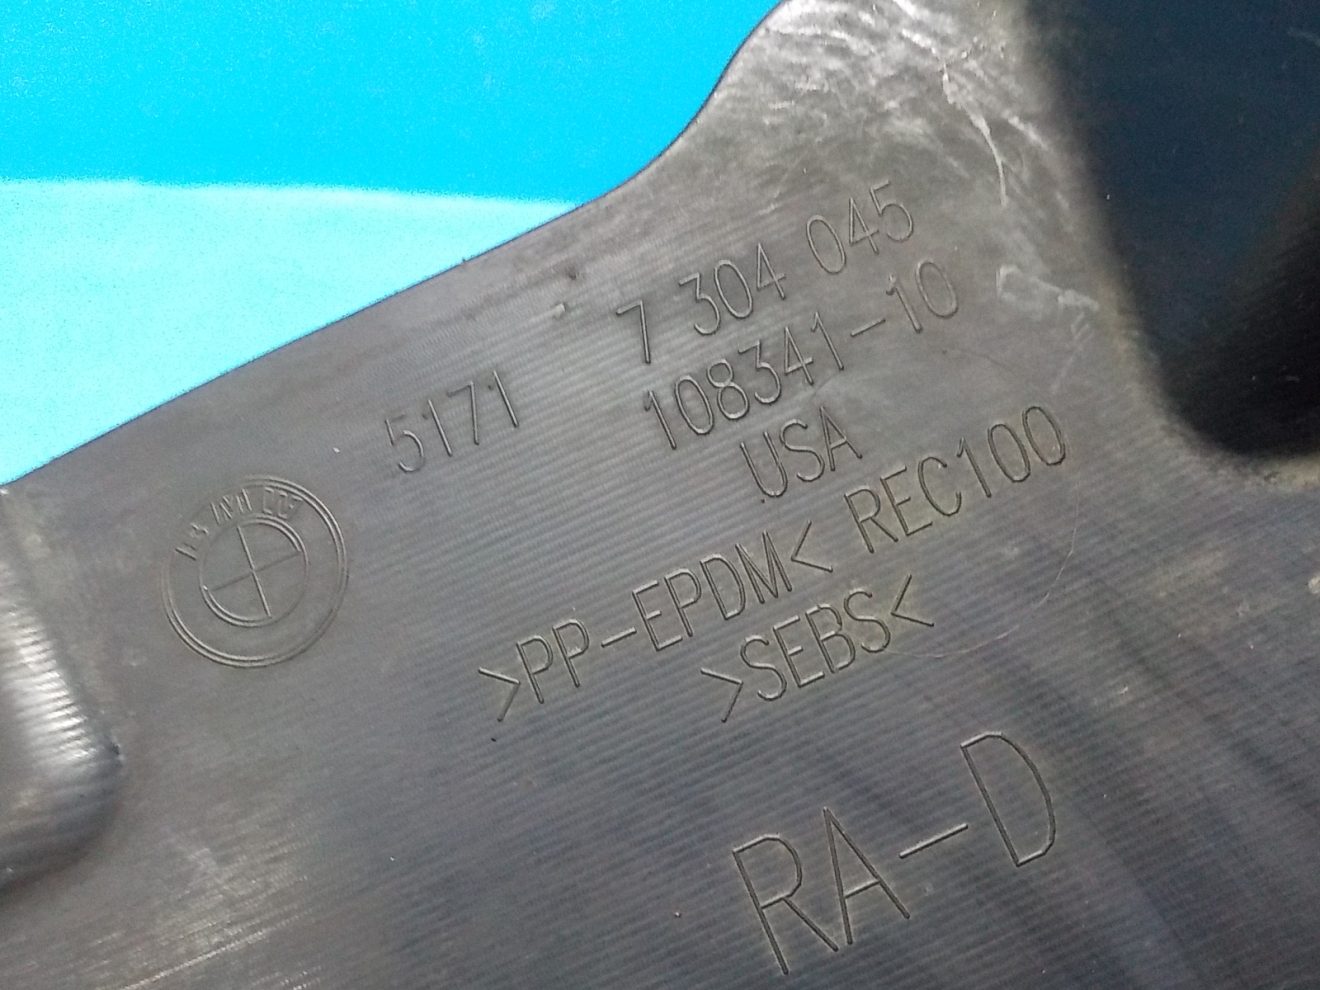 5171 7 304 045
108341-10
USA
>PP-EPDM< REC100
>SEBS<
RA-D